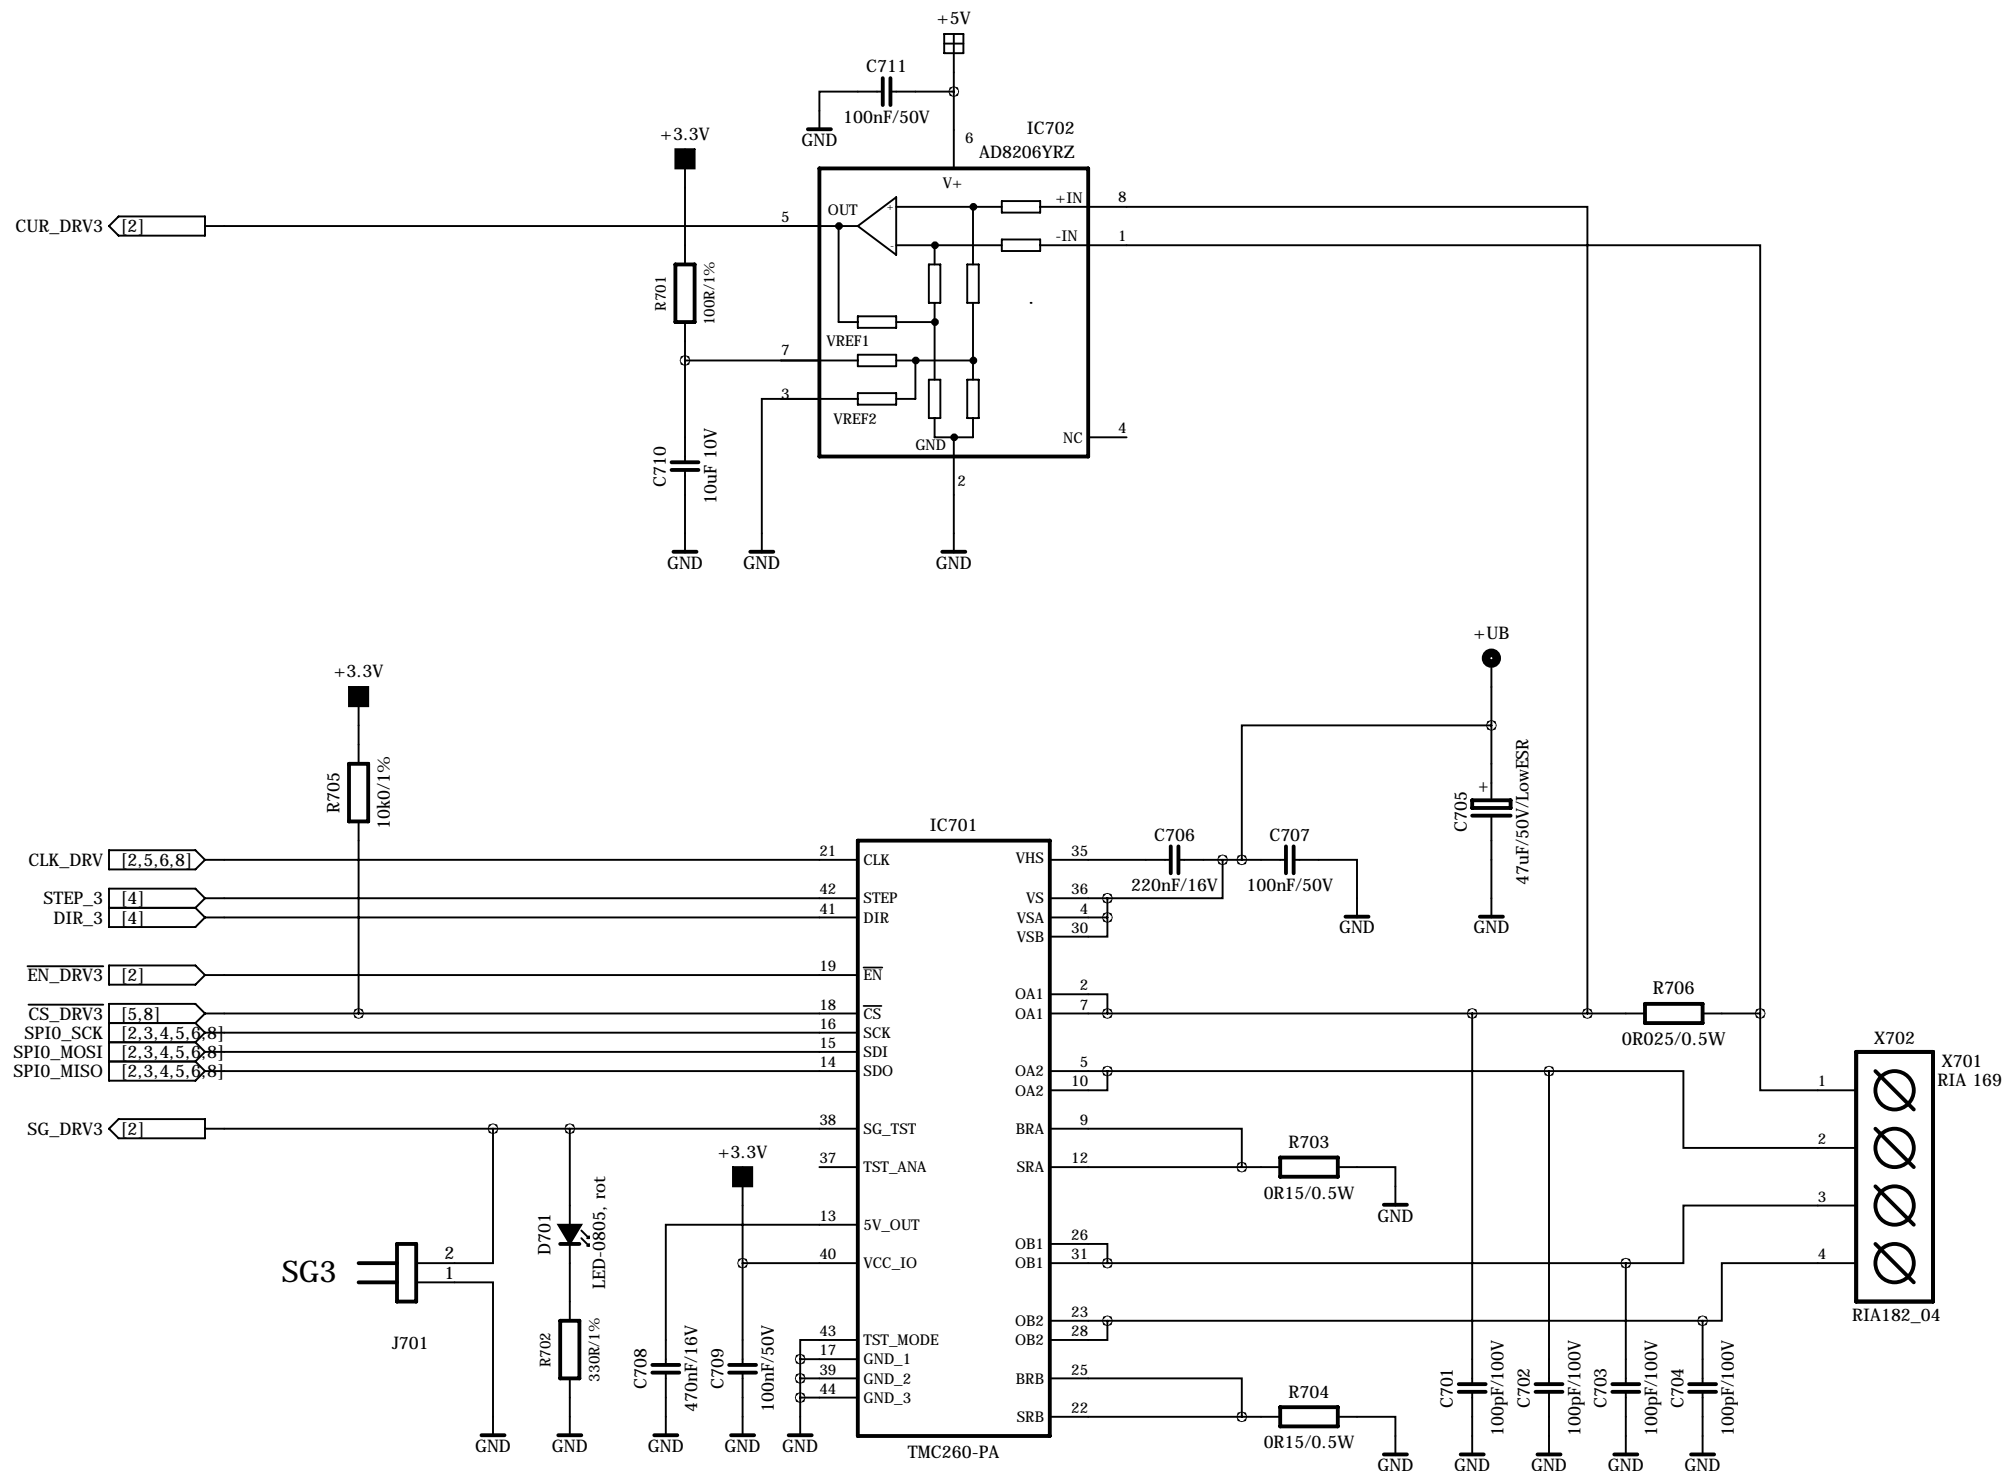 +5V
C711
100nF/50V
GND
+3.3V
6
IC702
AD8206YRZ
V+
CUR_DRV3
[2]
5
OUT
+
-
+IN
8
-IN
1
R701
100R/1%
VREF1
7
3
VREF2
GND
NC
4
2
C710
10uF 10V
GND
GND
GND
+UB
+3.3V
R705
10k0/1%
C705
+
47uF/50V/LowESR
GND
IC701
CLK_DRV
[2,5,6,8]
21
CLK
VHS
35
C706
220nF/16V
C707
100nF/50V
GND
STEP_3
[4]
42
STEP
VS
36
DIR_3
[4]
41
DIR
VSA
4
VSB
30
EN_DRV3
[2]
19
EN
OA1
2
CS_DRV3
[5,8]
18
CS
OA1
7
R706
0R025/0.5W
SPI0_SCK
[2,3,4,5,6,8]
16
SCK
SPI0_MOSI
[2,3,4,5,6,8]
15
SDI
SPI0_MISO
[2,3,4,5,6,8]
14
SDO
OA2
5
OA2
10
X702
X701
RIA 169
1
2
3
4
RIA182_04
SG_DRV3
[2]
38
SG_TST
BRA
9
37
TST_ANA
SRA
12
R703
0R15/0.5W
GND
+3.3V
13
5V_OUT
40
VCC_IO
OB1
26
OB1
31
D701
LED-0805, rot
SG3
2
1
J701
R702
330R/1%
C708
470nF/16V
C709
100nF/50V
43
TST_MODE
17
GND_1
39
GND_2
44
GND_3
OB2
23
OB2
28
BRB
25
SRB
22
R704
0R15/0.5W
C701
100pF/100V
C702
100pF/100V
C703
100pF/100V
C704
100pF/100V
GND
GND
GND
GND
GND
TMC260-PA
GND
GND
GND
GND
GND